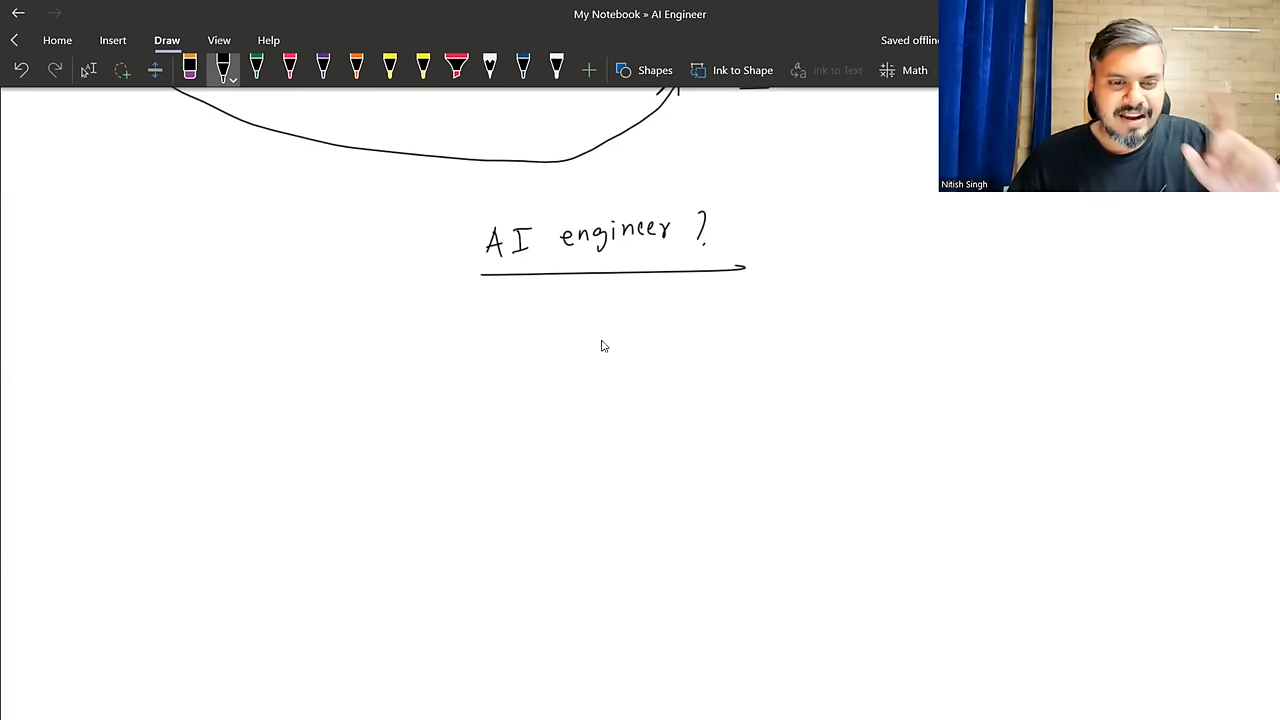 My Notebook » AI Engineer
Home Insert Draw View Help
Saved offline
Shapes Ink to Shape Ink to Text Math
Nitish Singh
AI engineer ?